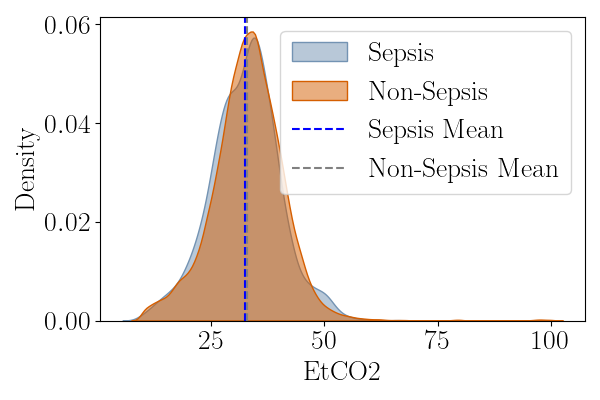 0.06
0.04
0.02
0.00
Density
25
50
75
100
EtCO2
Sepsis
Non-Sepsis
Sepsis Mean
Non-Sepsis Mean